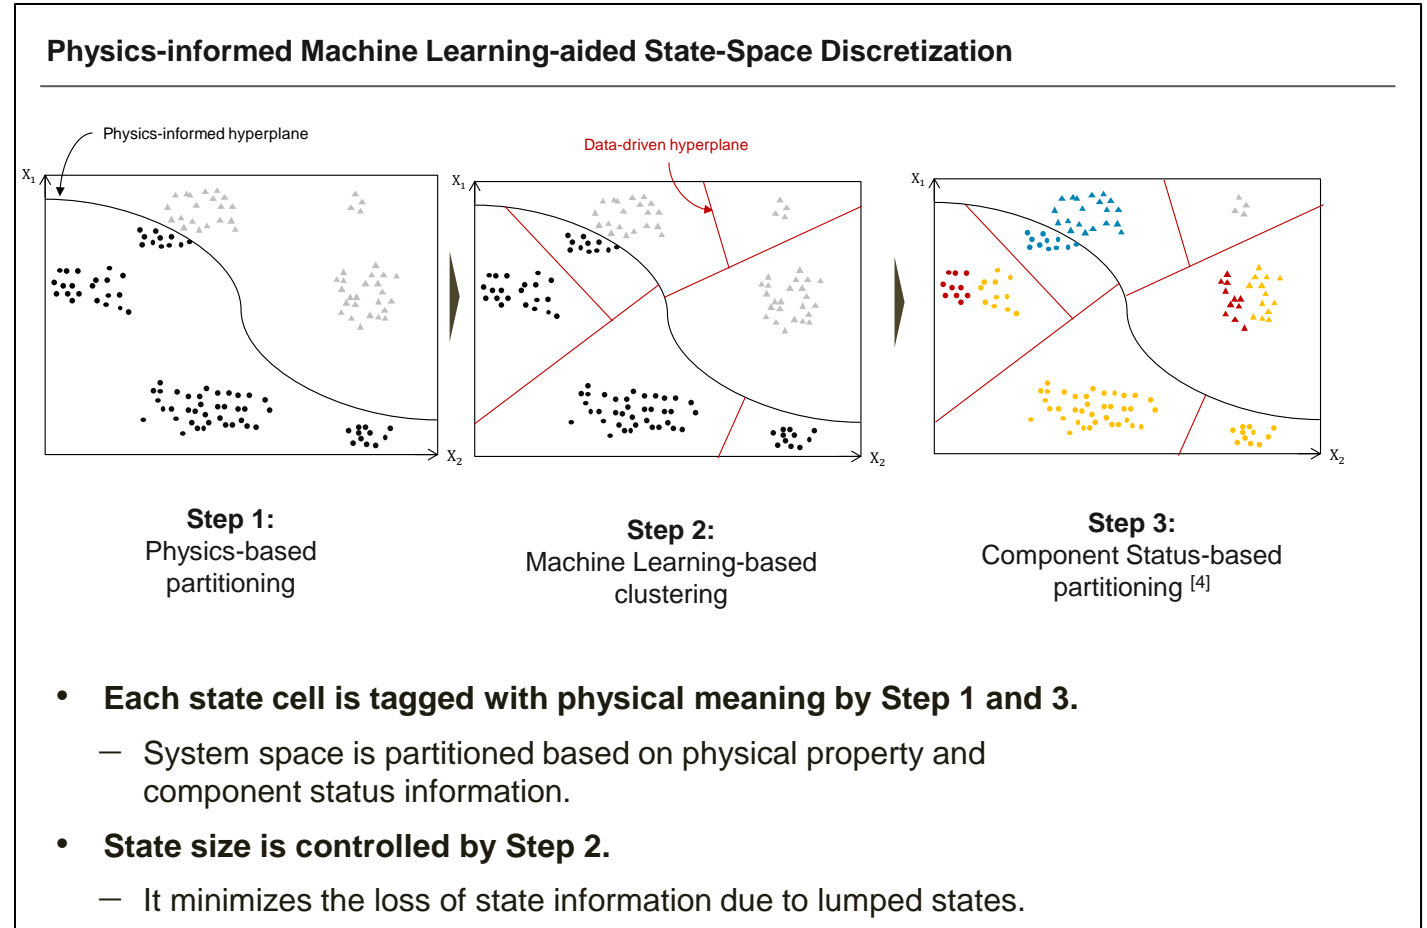 Physics-informed Machine Learning-aided State-Space Discretization
Physics-informed hyperplane
Data-driven hyperplane
X₁
X₂
X₁
X₂
X₁
X₂
Step 1:
Physics-based
partitioning
Step 2:
Machine Learning-based
clustering
Step 3:
Component Status-based
partitioning [4]
• Each state cell is tagged with physical meaning by Step 1 and 3.
– System space is partitioned based on physical property and
component status information.
• State size is controlled by Step 2.
– It minimizes the loss of state information due to lumped states.